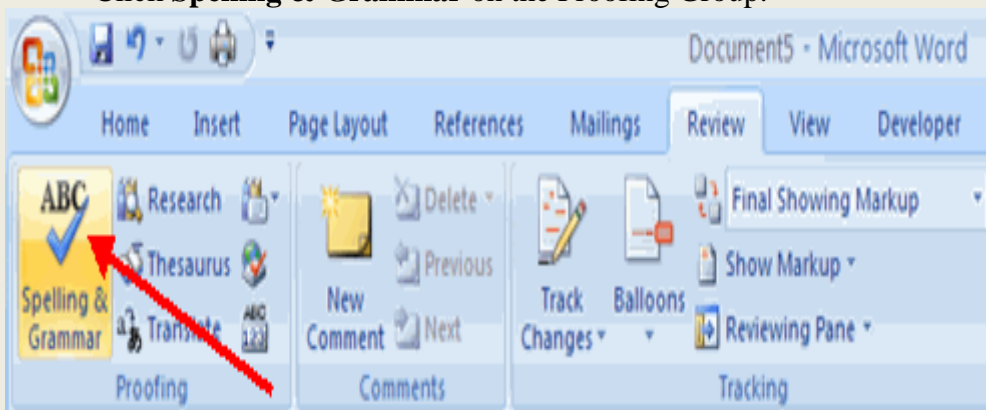 Click Spelling & Grammar on the Proofing Group.
Document5 - Microsoft Word
Home Insert Page Layout References Mailings Review View Developer
ABC Research Delete Final Showing Markup
Thesaurus Previous Show Markup
Spelling & Grammar Translate ABC 123 New Comment Next Track Changes Balloons Reviewing Pane
Proofing Comments Tracking